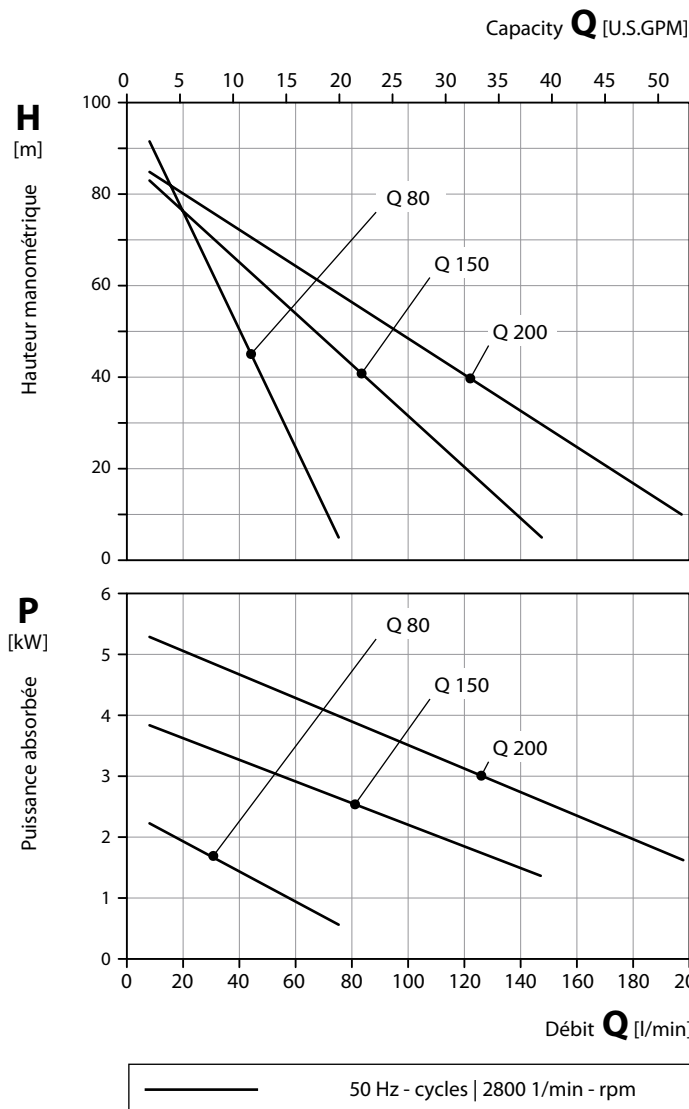 Capacity Q [U.S.GPM]
0 5 10 15 20 25 30 35 40 45 50
H
[m]
Hauteur manométrique
100
80
60
40
20
0
Q 80
Q 150
Q 200
P
[kW]
Puissance absorbée
6
5
4
3
2
1
0
Q 80
Q 150
Q 200
0 20 40 60 80 100 120 140 160 180 20
Débit Q [l/min]
50 Hz - cycles | 2800 1/min - rpm